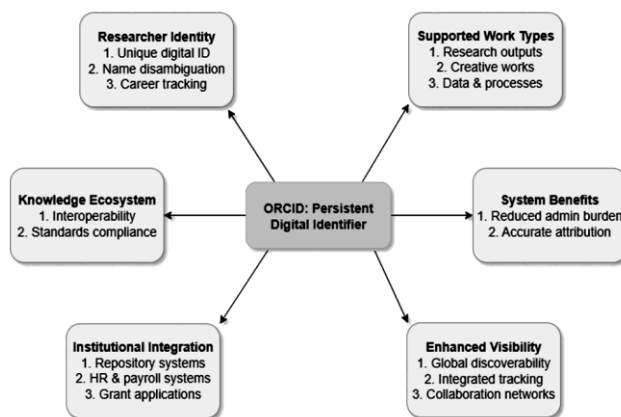 Researcher Identity
1. Unique digital ID
2. Name disambiguation
3. Career tracking
Supported Work Types
1. Research outputs
2. Creative works
3. Data & processes
Knowledge Ecosystem
1. Interoperability
2. Standards compliance
ORCID: Persistent
Digital Identifier
System Benefits
1. Reduced admin burden
2. Accurate attribution
Institutional Integration
1. Repository systems
2. HR & payroll systems
3. Grant applications
Enhanced Visibility
1. Global discoverability
2. Integrated tracking
3. Collaboration networks